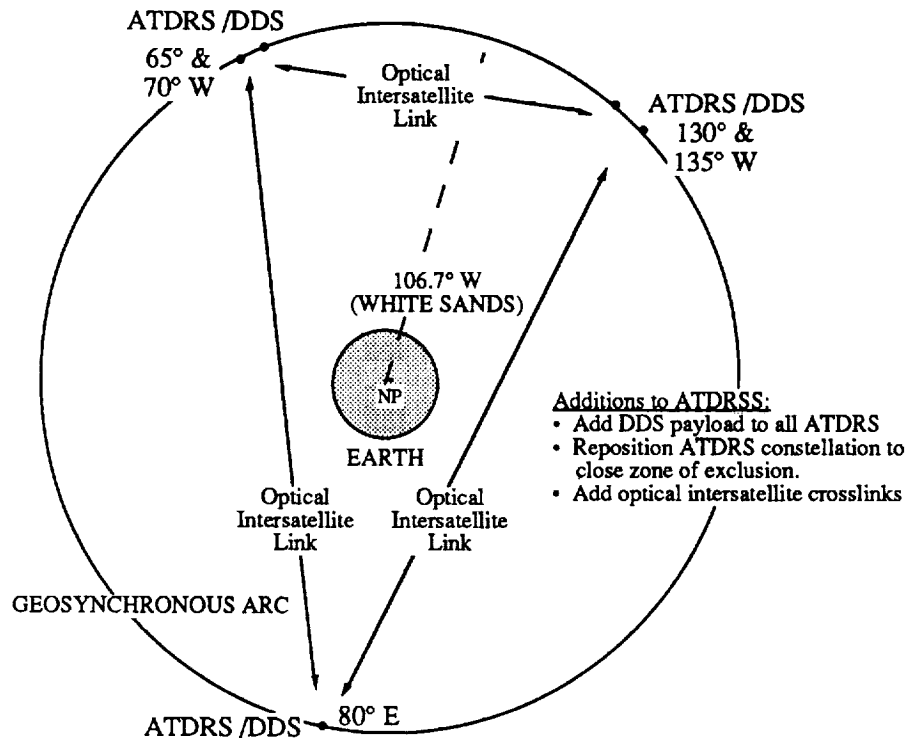 ATDRS /DDS
65° &
70° W
Optical
Intersatellite
Link
ATDRS /DDS
130° &
135° W
106.7° W
(WHITE SANDS)
NP
EARTH
Additions to ATDRSS:
• Add DDS payload to all ATDRS
• Reposition ATDRS constellation to
close zone of exclusion.
• Add optical intersatellite crosslinks
Optical
Intersatellite
Link
Optical
Intersatellite
Link
GEOSYNCHRONOUS ARC
ATDRS /DDS
80° E